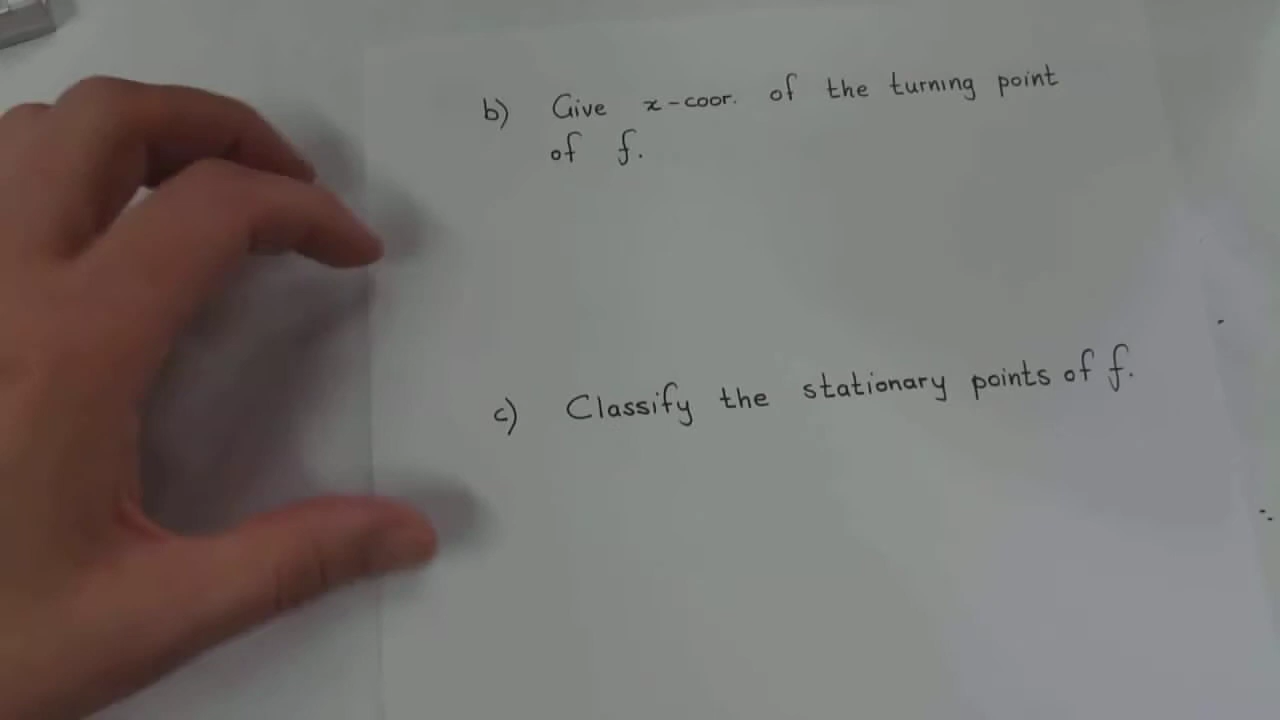 b) Give x-coor. of the turning point
of f.
c) Classify the stationary points of f.